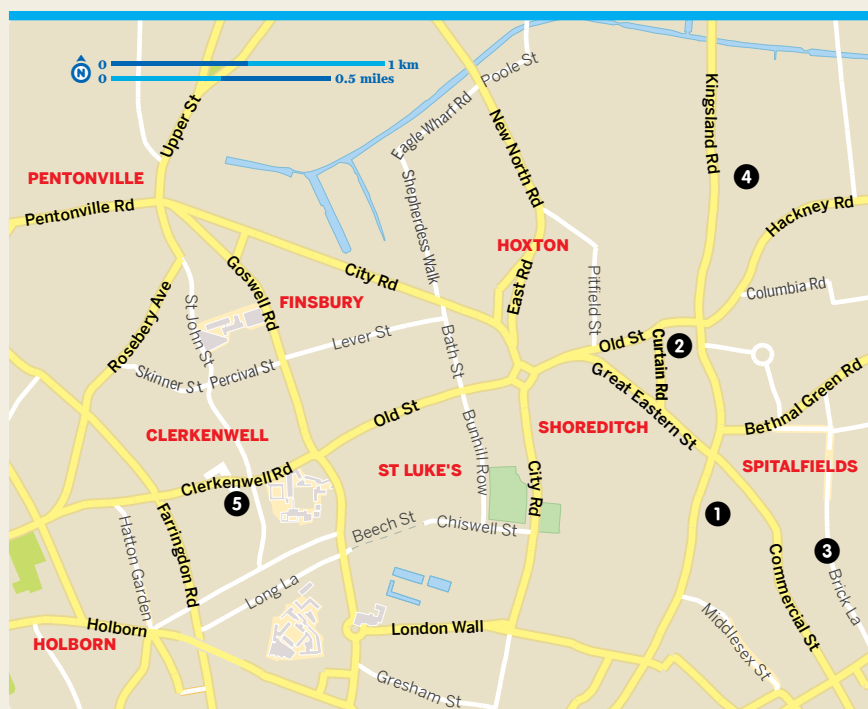 0 1 km
N
0 0.5 miles
Poole St
Eagle Wharf Rd
Upper St
New North Rd
Kingsland Rd
PENTONVILLE
4
Pentonville Rd
Shepherdess Walk
Hackney Rd
HOXTON
Goswell Rd
City Rd
East Rd
Pitfield St
Columbia Rd
Rosebery Ave
St John St
FINSBURY
Lever St
Bath St
Old St
Curtain Rd
2
Skinner St
Percival St
Great Eastern St
Bethnal Green Rd
Old St
CLERKENWELL
SHOREDITCH
Bunhill Row
ST LUKE'S
SPITALFIELDS
Clerkenwell Rd
5
City Rd
1
Hatton Garden
Farringdon Rd
Beech St
Chiswell St
3
Commercial St
Brick La
Long La
Holborn
London Wall
HOLBORN
Middlesex St
Gresham St